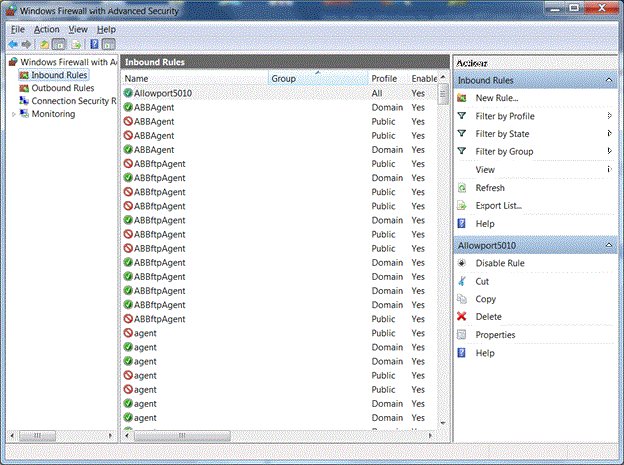 Windows Firewall with Advanced Security
File Action View Help
Windows Firewall with A
Inbound Rules
Outbound Rules
Connection Security R
Monitoring
Inbound Rules
Name Group Profile Enable
Allowport5010 All Yes
ABBAgent Domain Yes
ABBAgent Public Yes
ABBAgent Public Yes
ABBAgent Domain Yes
ABBftpAgent Public Yes
ABBftpAgent Domain Yes
ABBftpAgent Public Yes
ABBftpAgent Public Yes
ABBftpAgent Domain Yes
ABBftpAgent Public Yes
ABBftpAgent Public Yes
ABBftpAgent Domain Yes
ABBftpAgent Domain Yes
ABBftpAgent Domain Yes
ABBftpAgent Domain Yes
ABBftpAgent Public Yes
agent Public Yes
agent Domain Yes
agent Domain Yes
agent Public Yes
agent Public Yes
agent Domain Yes
agent Domain Yes
Actions
Inbound Rules
New Rule...
Filter by Profile
Filter by State
Filter by Group
View
Refresh
Export List...
Help
Allowport5010
Disable Rule
Cut
Copy
Delete
Properties
Help